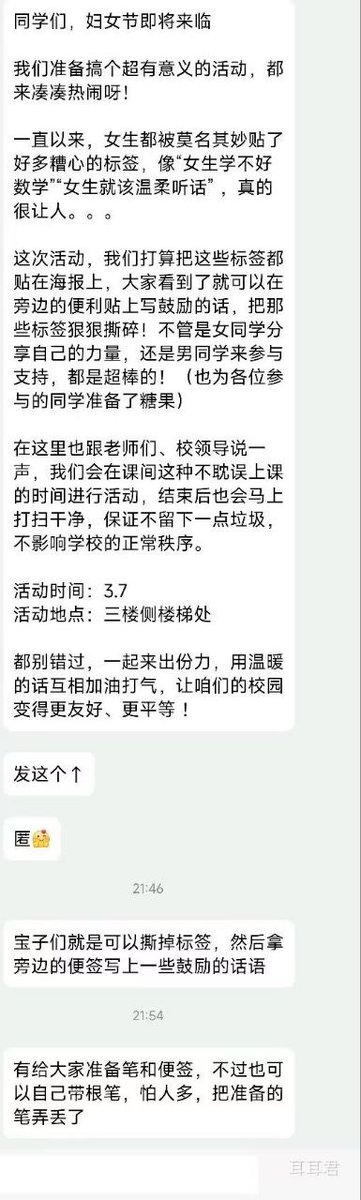 同学们，妇女节即将来临
我们准备搞个超有意义的活动，都
来凑凑热闹呀！
一直以来，女生都被莫名其妙贴了
好多糟心的标签，像“女生学不好
数学”“女生就该温柔听话” ，真的
很让人。。。
这次活动，我们打算把这些标签都
贴在海报上，大家看到了就可以在
旁边的便利贴上写鼓励的话，把那
些标签狠狠撕碎！不管是女同学分
享自己的力量，还是男同学来参与
支持，都是超棒的！（也为各位参
与的同学准备了糖果）
在这里也跟老师们、校领导说一
声，我们会在课间这种不耽误上课
的时间进行活动，结束后也会马上
打扫干净，保证不留下一点垃圾，
不影响学校的正常秩序。
活动时间：3.7
活动地点：三楼侧楼梯处
都别错过，一起来出份力，用温暖
的话互相加油打气，让咱们的校园
变得更友好、更平等 ！
发这个↑
匿
21:46
宝子们就是可以撕掉标签，然后拿
旁边的便签写上一些鼓励的话语
21:54
有给大家准备笔和便签，不过也可
以自己带根笔，怕人多，把准备的
笔弄丢了
耳耳君